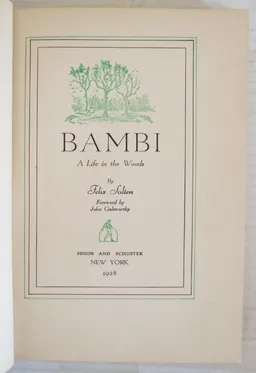 BAMBI
A Life in the Woods
By
Felix Salten
Foreword by
John Galsworthy
SIMON AND SCHUSTER
NEW YORK
1928